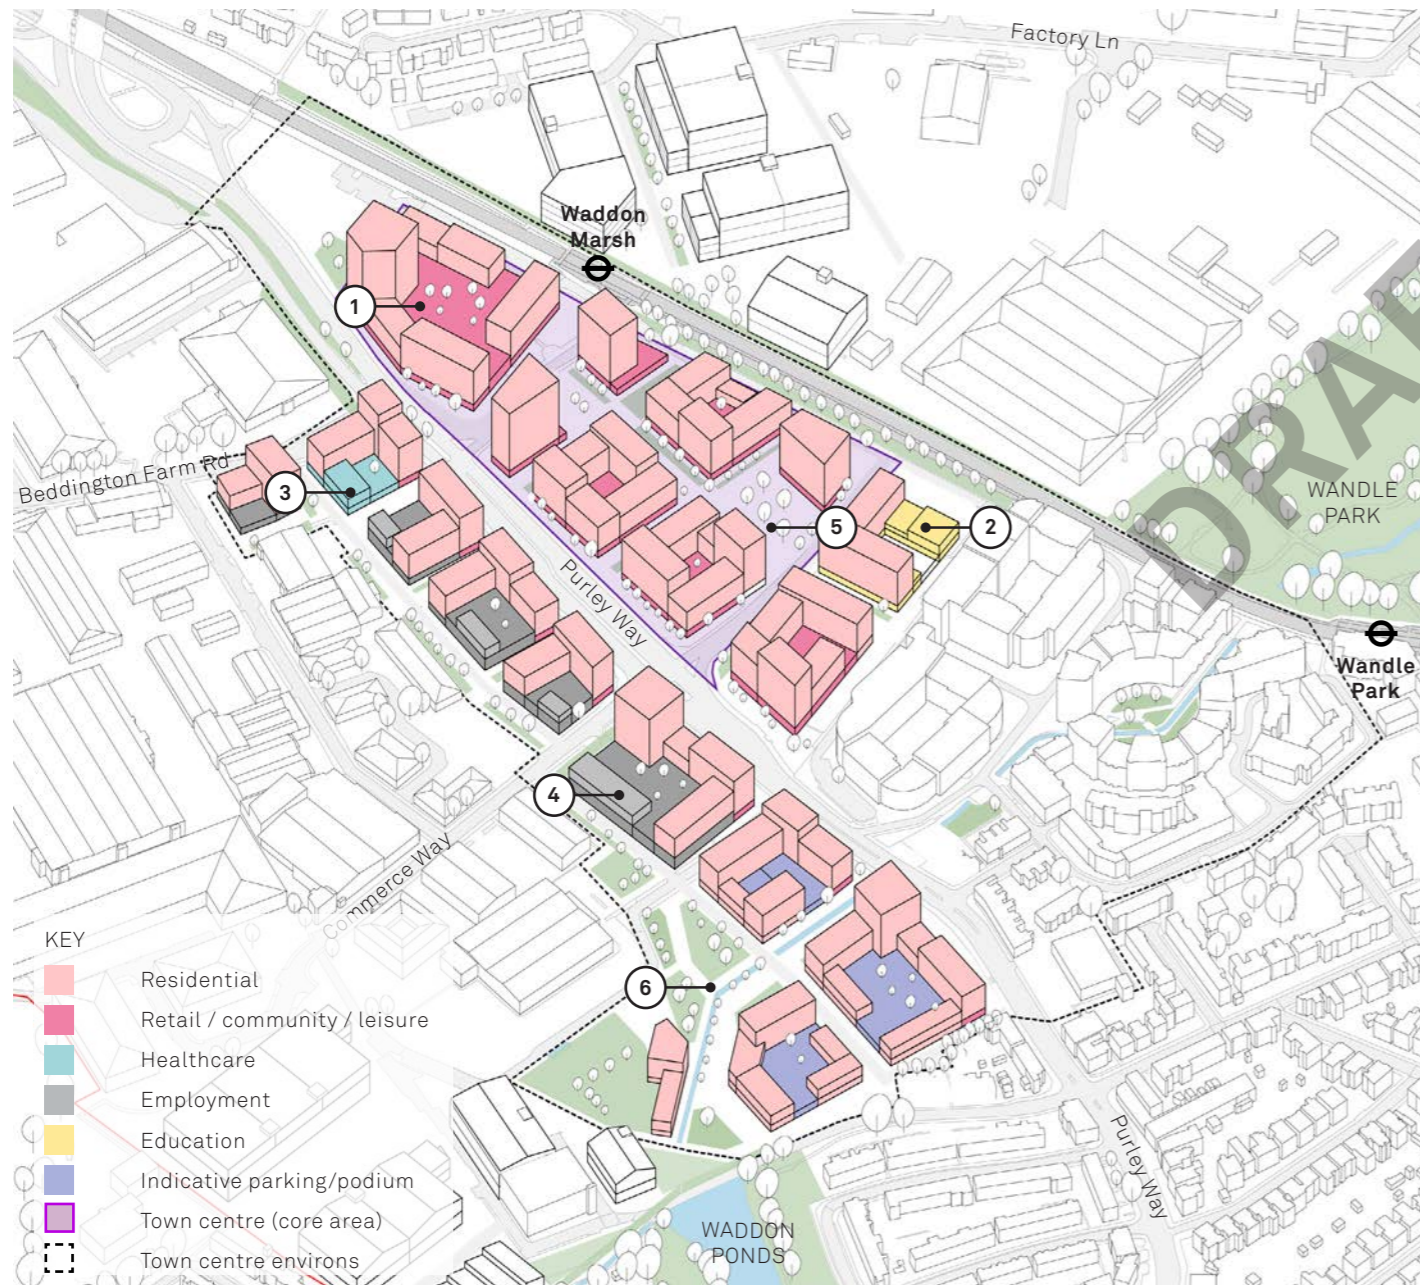 Factory Ln
Waddon
Marsh
1
Beddington Farm Rd
3
WANDLE
PARK
5
2
Purley Way
Wandle
Park
4
Commerce Way
KEY
Residential
Retail / community / leisure
Healthcare
Employment
Education
Indicative parking/podium
Town centre (core area)
Town centre environs
6
Purley Way
WADDON
PONDS
DRA